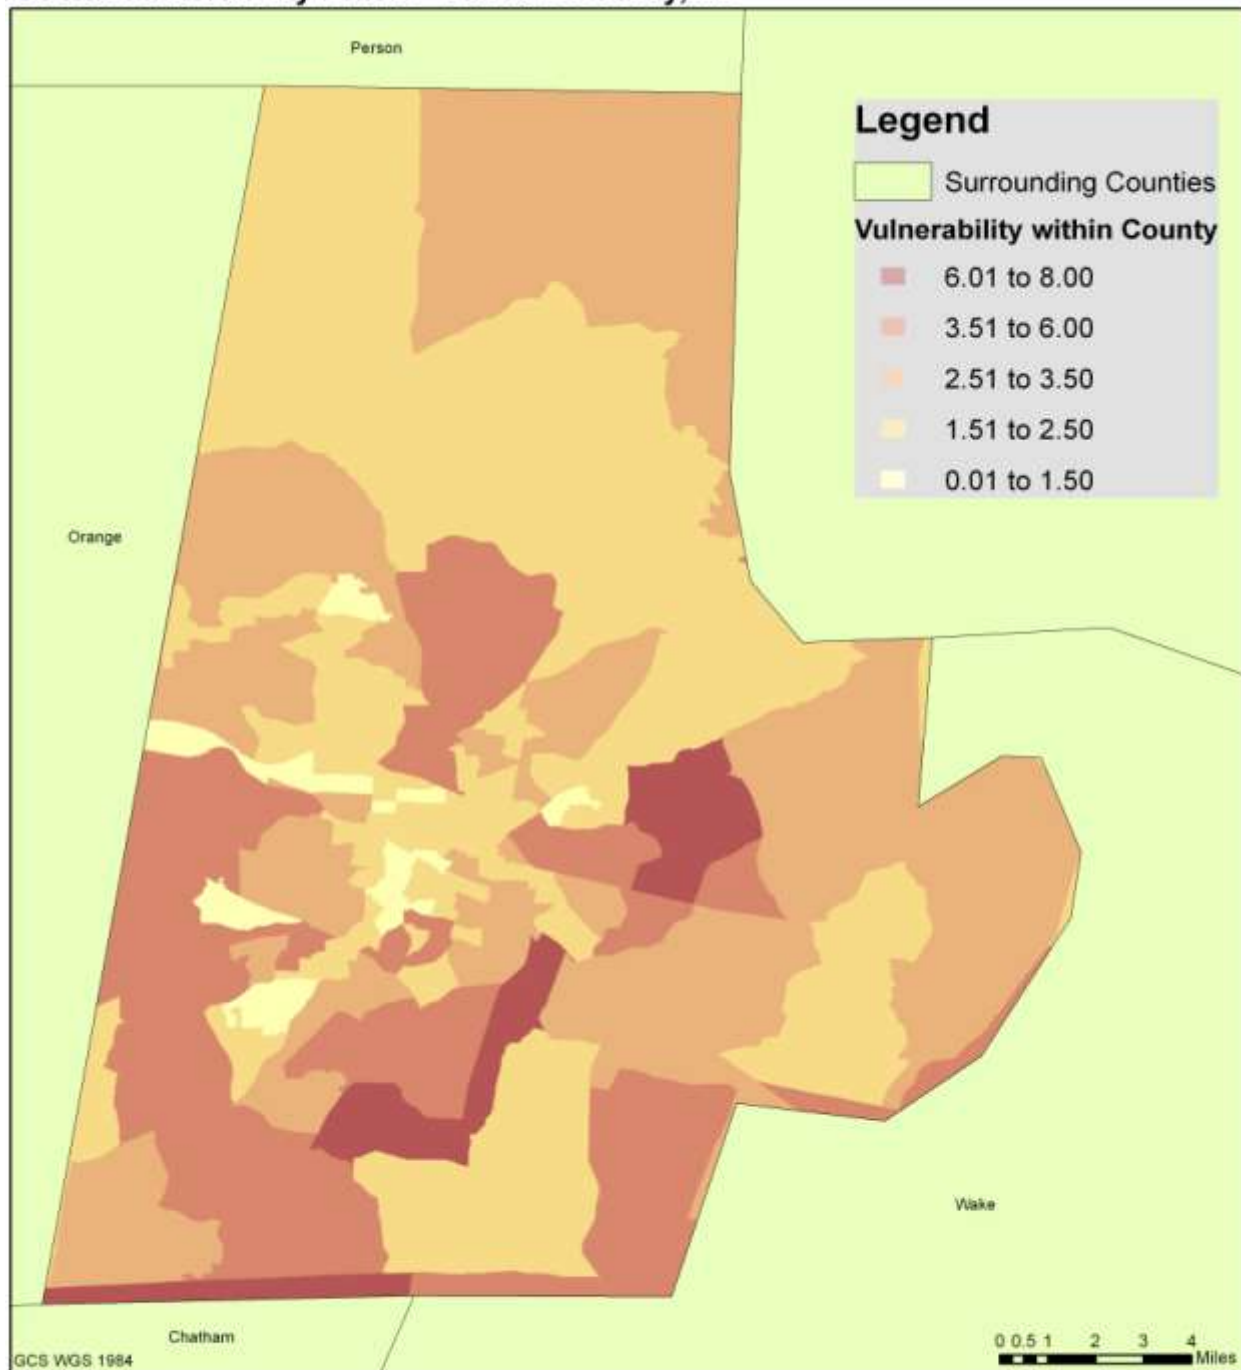 Person
Legend
Surrounding Counties
Vulnerability within County
6.01 to 8.00
3.51 to 6.00
2.51 to 3.50
1.51 to 2.50
0.01 to 1.50
Orange
Wake
Chatham
GCS WGS 1984
0 0.5 1 2 3 4
Miles